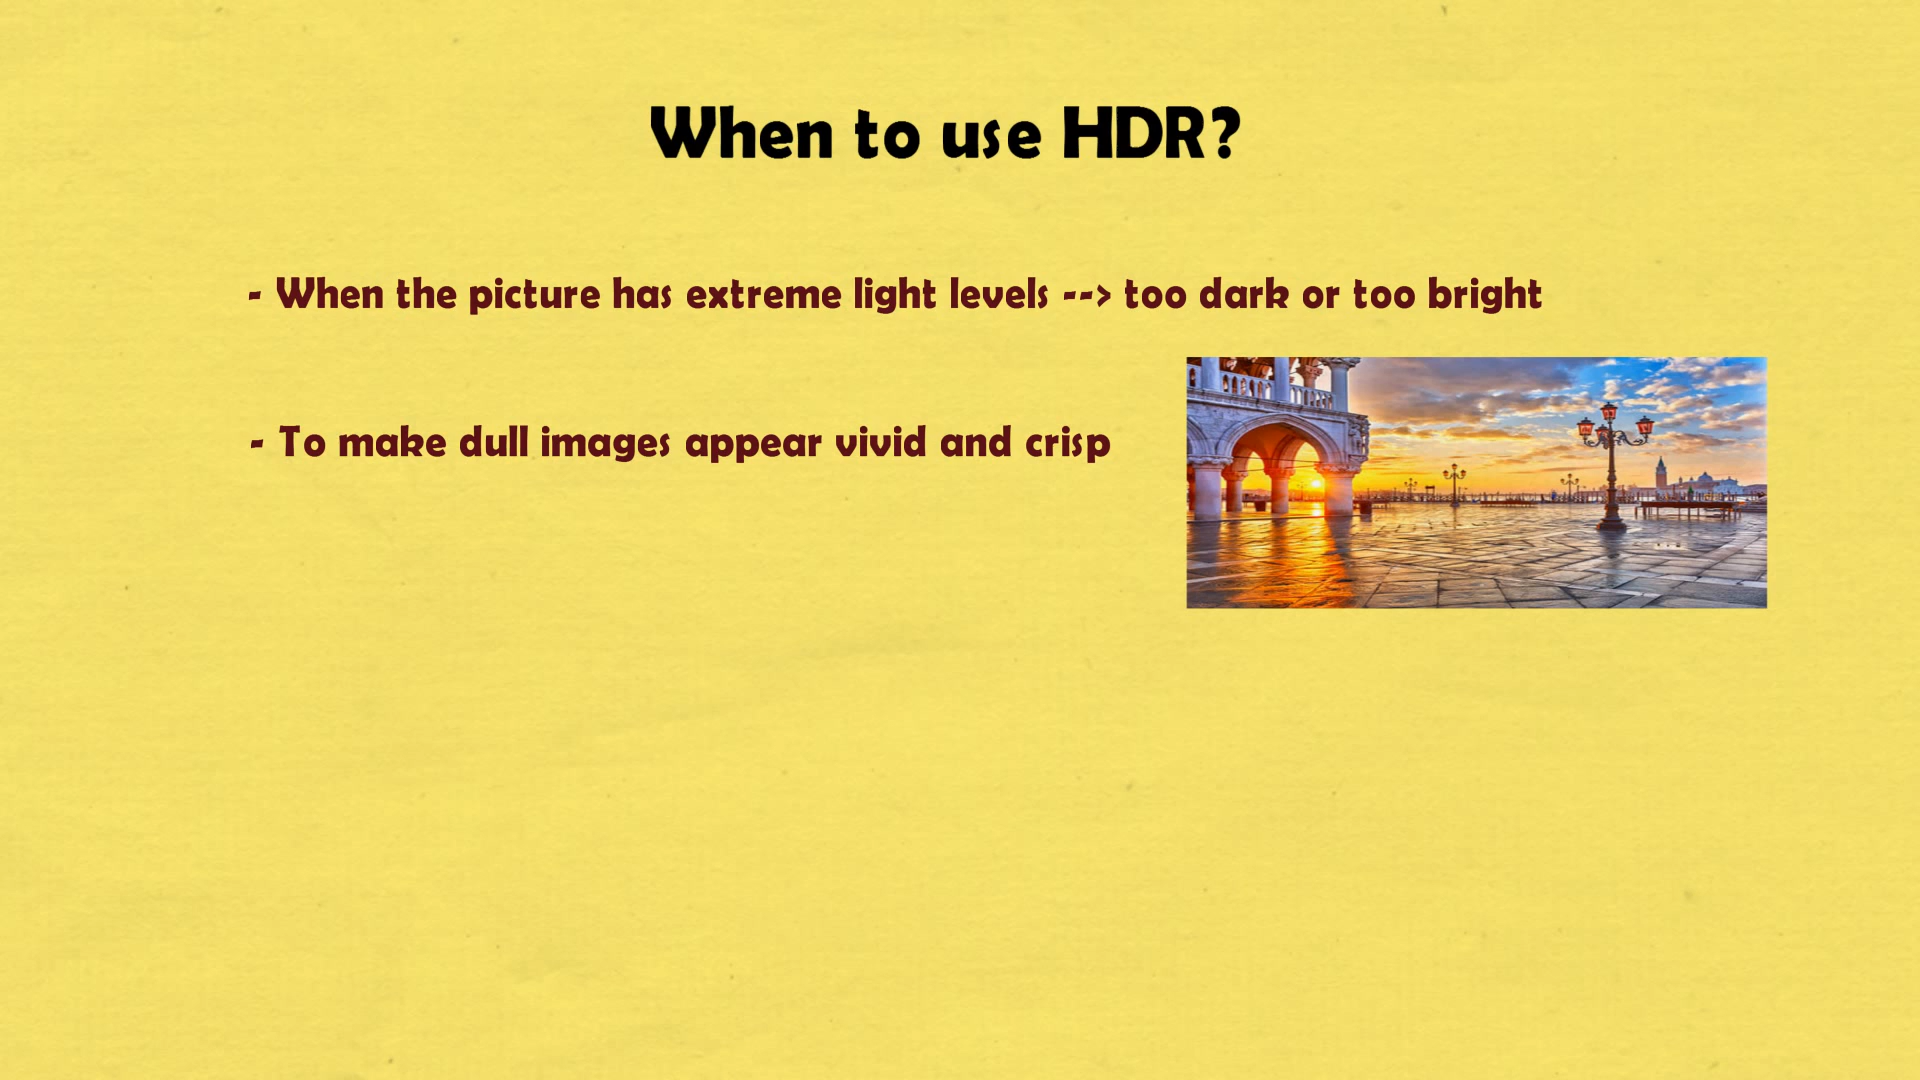 When to use HDR?
- When the picture has extreme light levels --> too dark or too bright
- To make dull images appear vivid and crisp